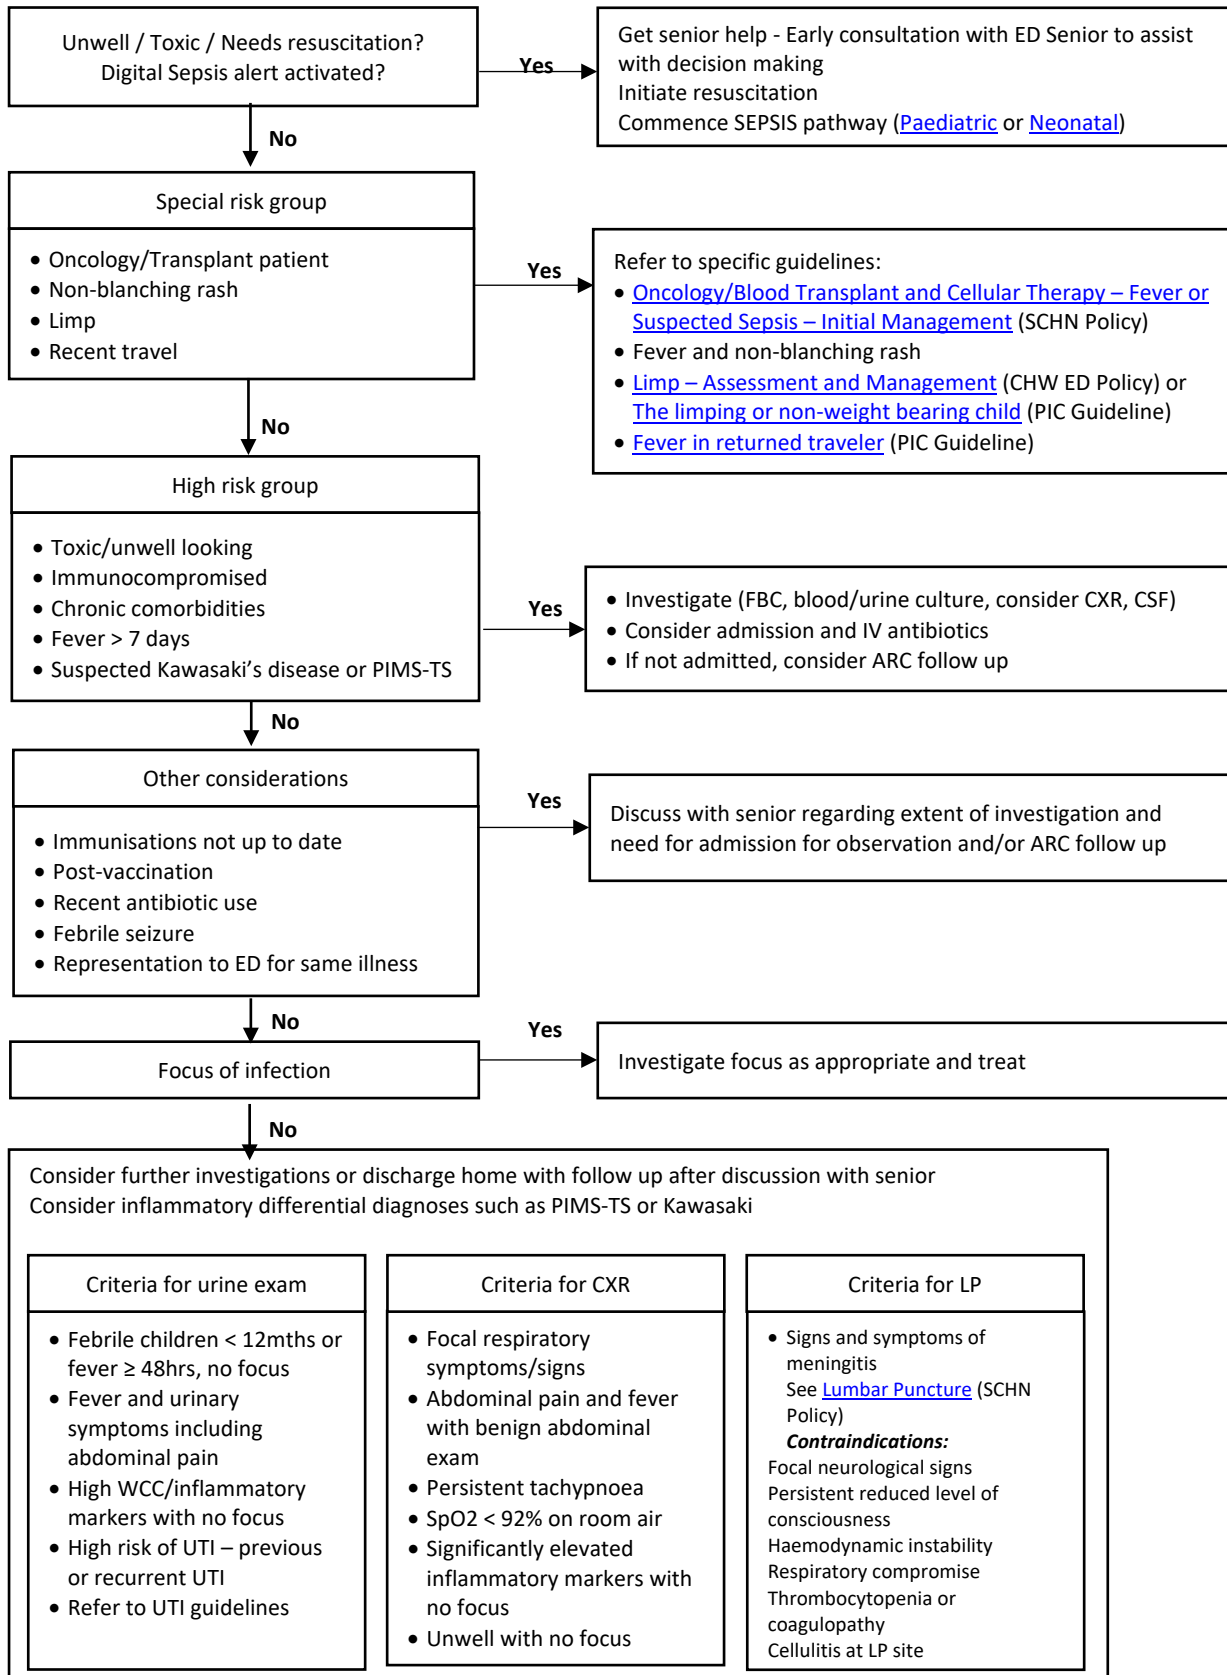 Unwell / Toxic / Needs resuscitation?
Digital Sepsis alert activated?
Yes
Get senior help - Early consultation with ED Senior to assist
with decision making
Initiate resuscitation
Commence SEPSIS pathway (Paediatric or Neonatal)
No
Special risk group
• Oncology/Transplant patient
• Non-blanching rash
• Limp
• Recent travel
Yes
Refer to specific guidelines:
• Oncology/Blood Transplant and Cellular Therapy – Fever or
Suspected Sepsis – Initial Management (SCHN Policy)
• Fever and non-blanching rash
• Limp – Assessment and Management (CHW ED Policy) or
The limping or non-weight bearing child (PIC Guideline)
• Fever in returned traveler (PIC Guideline)
No
High risk group
• Toxic/unwell looking
• Immunocompromised
• Chronic comorbidities
• Fever > 7 days
• Suspected Kawasaki's disease or PIMS-TS
Yes
• Investigate (FBC, blood/urine culture, consider CXR, CSF)
• Consider admission and IV antibiotics
• If not admitted, consider ARC follow up
No
Other considerations
• Immunisations not up to date
• Post-vaccination
• Recent antibiotic use
• Febrile seizure
• Representation to ED for same illness
Yes
Discuss with senior regarding extent of investigation and
need for admission for observation and/or ARC follow up
No
Focus of infection
Yes
Investigate focus as appropriate and treat
No
Consider further investigations or discharge home with follow up after discussion with senior
Consider inflammatory differential diagnoses such as PIMS-TS or Kawasaki
Criteria for urine exam
• Febrile children < 12mths or
fever ≥ 48hrs, no focus
• Fever and urinary
symptoms including
abdominal pain
• High WCC/inflammatory
markers with no focus
• High risk of UTI – previous
or recurrent UTI
• Refer to UTI guidelines
Criteria for CXR
• Focal respiratory
symptoms/signs
• Abdominal pain and fever
with benign abdominal
exam
• Persistent tachypnoea
• SpO2 < 92% on room air
• Significantly elevated
inflammatory markers with
no focus
• Unwell with no focus
Criteria for LP
• Signs and symptoms of
meningitis
See Lumbar Puncture (SCHN
Policy)
Contraindications:
Focal neurological signs
Persistent reduced level of
consciousness
Haemodynamic instability
Respiratory compromise
Thrombocytopenia or
coagulopathy
Cellulitis at LP site